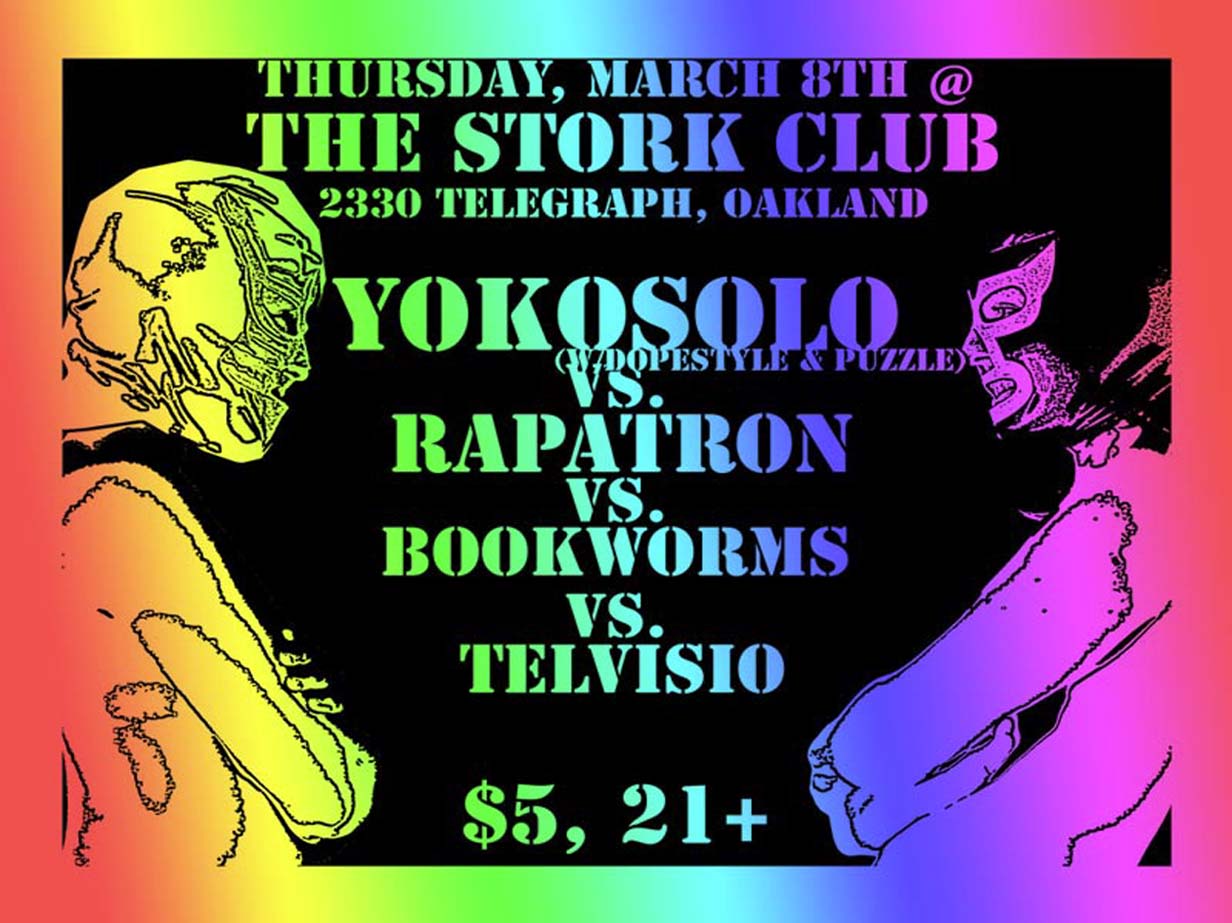 THURSDAY, MARCH 8TH @
THE STORK CLUB
2330 TELEGRAPH, OAKLAND
YOKOSOLO
(W/DOPESTYLE & PUZZLE)
VS.
RAPATRON
VS.
BOOKWORMS
VS.
TELVISIO
$5, 21+